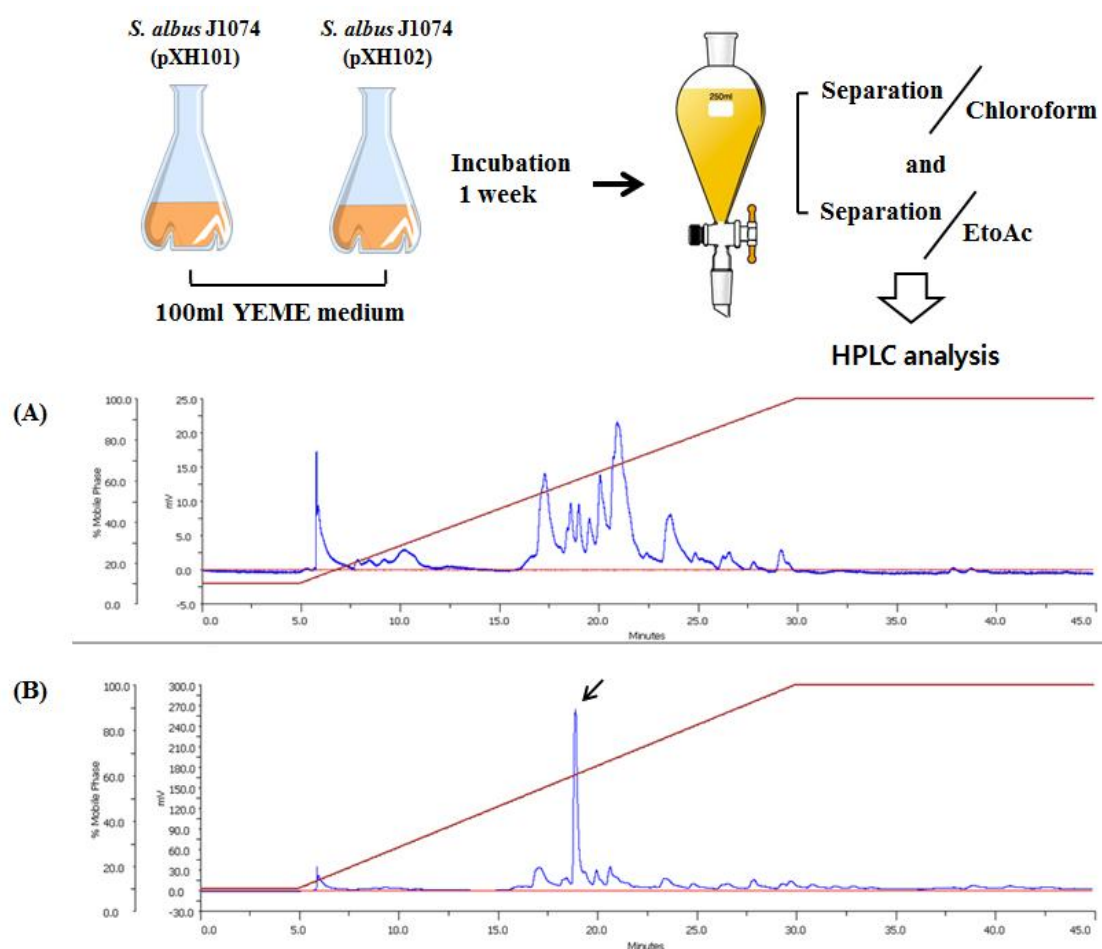 S. albus J1074
(pXH101)
S. albus J1074
(pXH102)
100ml YEME medium
Incubation
1 week
250ml
Separation
Chloroform
and
Separation
EtoAc
HPLC analysis
(A)
% Mobile Phase
100.0
80.0
60.0
40.0
20.0
0.0
mV
25.0
20.0
15.0
10.0
5.0
0.0
-5.0
0.0 5.0 10.0 15.0 20.0 25.0 30.0 35.0 40.0 45.0
Minutes
(B)
% Mobile Phase
100.0
80.0
60.0
40.0
20.0
0.0
mV
300.0
270.0
240.0
210.0
180.0
150.0
120.0
90.0
60.0
30.0
0.0
-30.0
0.0 5.0 10.0 15.0 20.0 25.0 30.0 35.0 40.0 45.0
Minutes